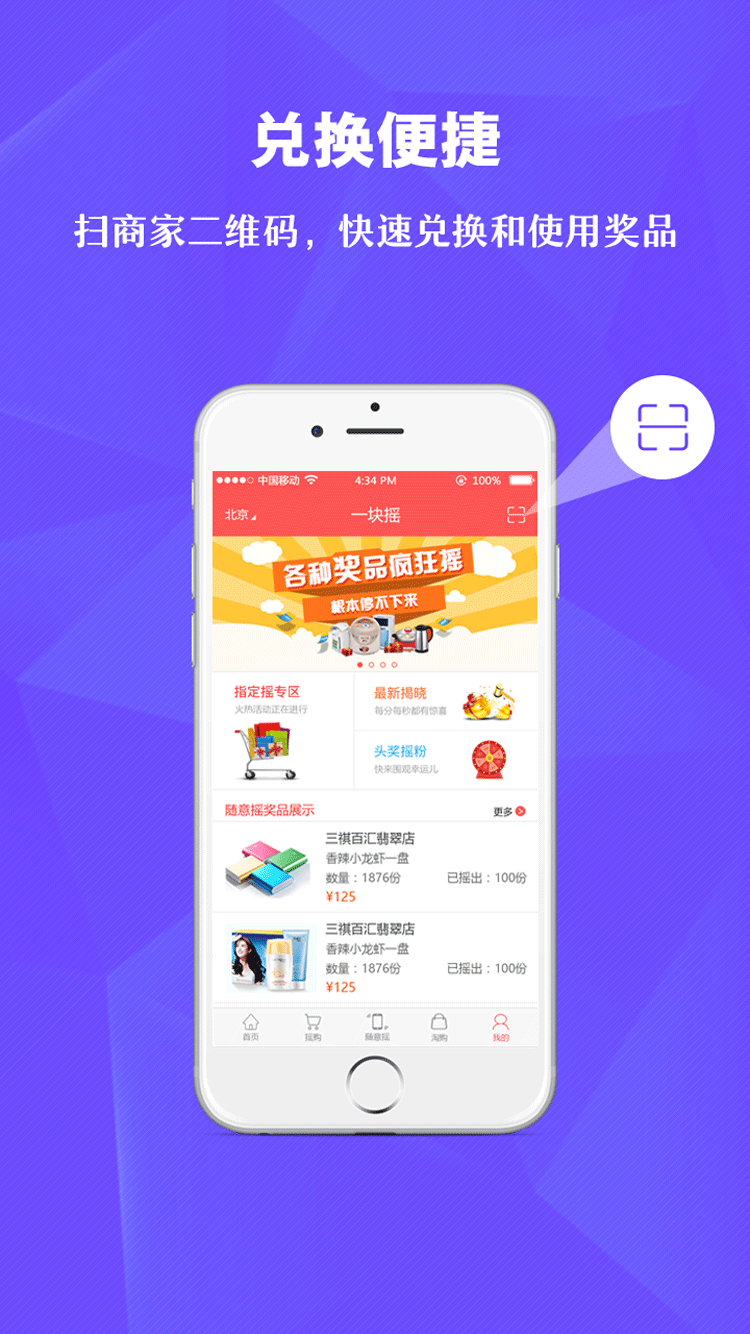 兑换便捷
扫商家二维码，快速兑换和使用奖品
中国移动 4:34 PM 100%
北京 一块摇
各种奖品疯狂摇
根本停不下来
指定摇专区
火热活动正在进行
最新揭晓
每分每秒都有惊喜
头奖摇粉
快来围观幸运儿
随意摇奖品展示 更多
三祺百汇翡翠店
香辣小龙虾一盘
数量：1876份 已摇出：100份
¥125
三祺百汇翡翠店
香辣小龙虾一盘
数量：1876份 已摇出：100份
¥125
首页 摇购 随意摇 淘购 我的